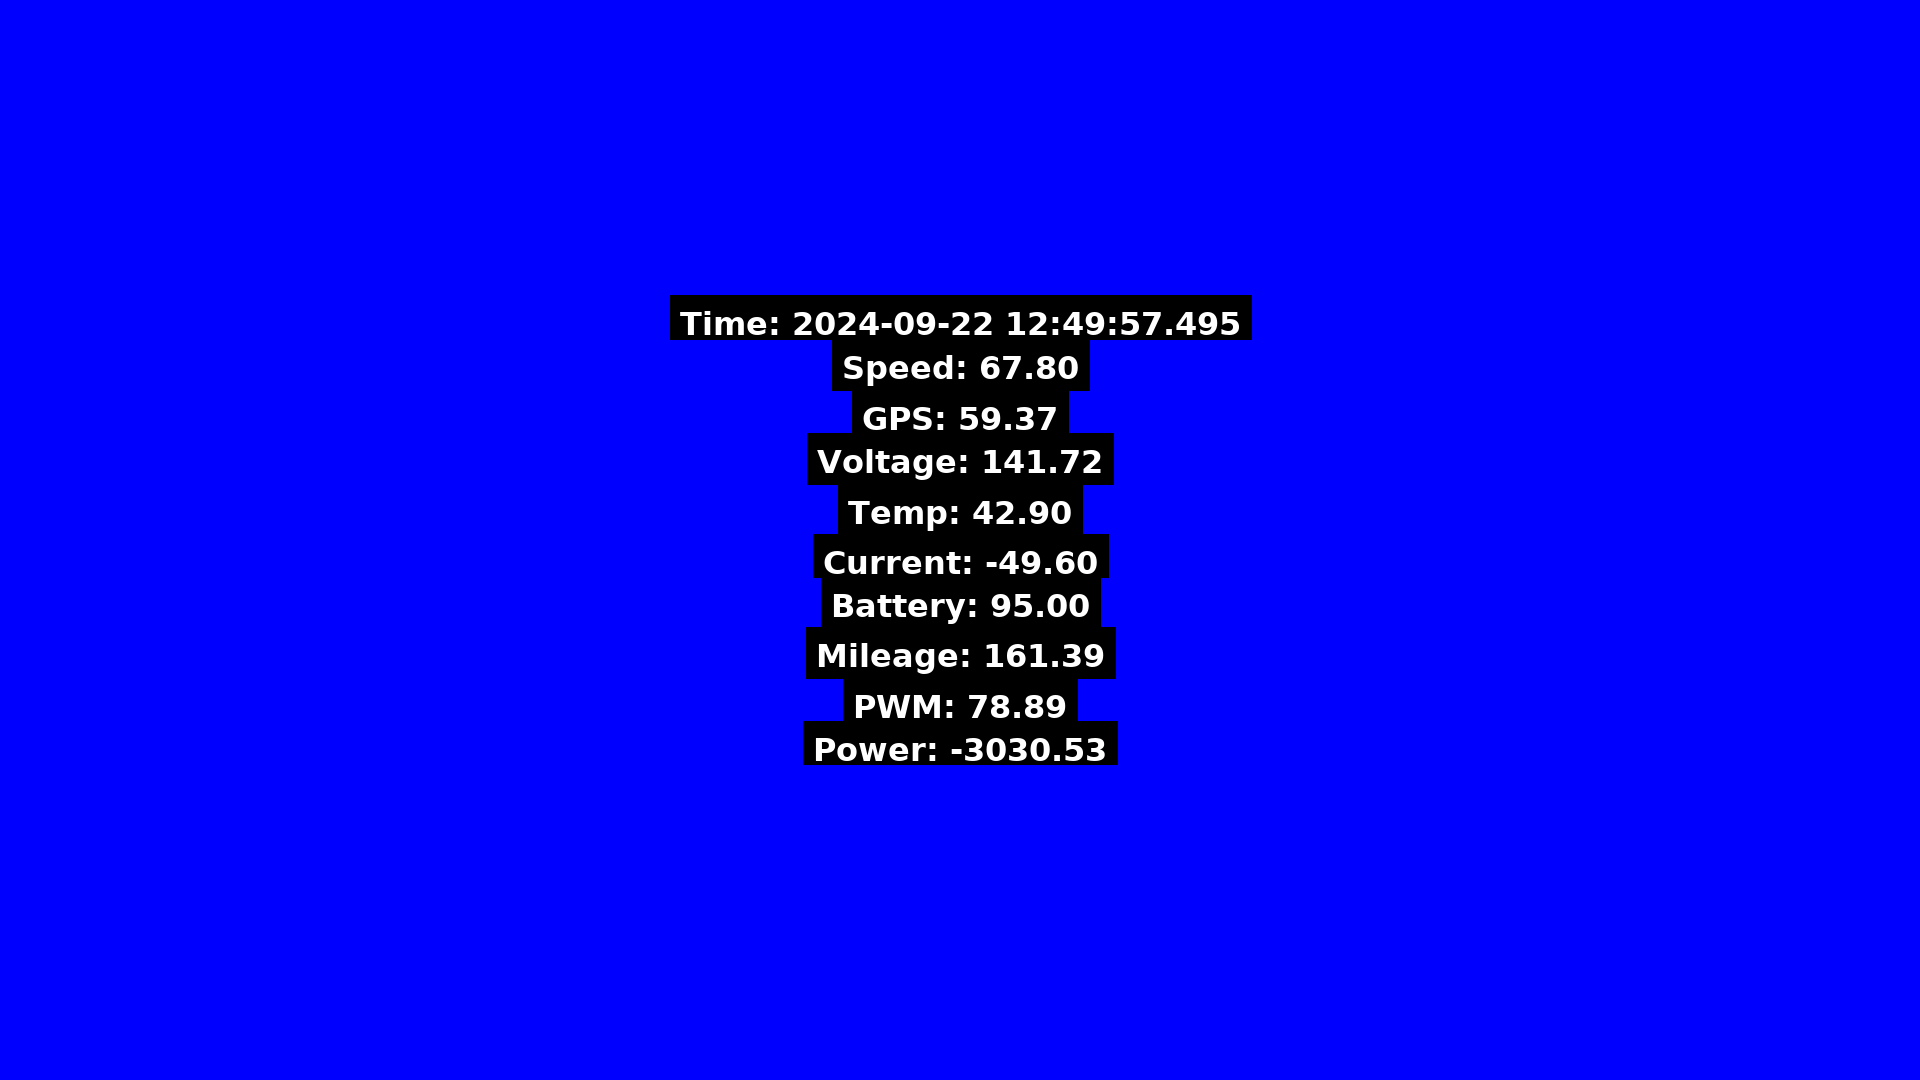 Time: 2024-09-22 12:49:57.495
Speed: 67.80
GPS: 59.37
Voltage: 141.72
Temp: 42.90
Current: -49.60
Battery: 95.00
Mileage: 161.39
PWM: 78.89
Power: -3030.53